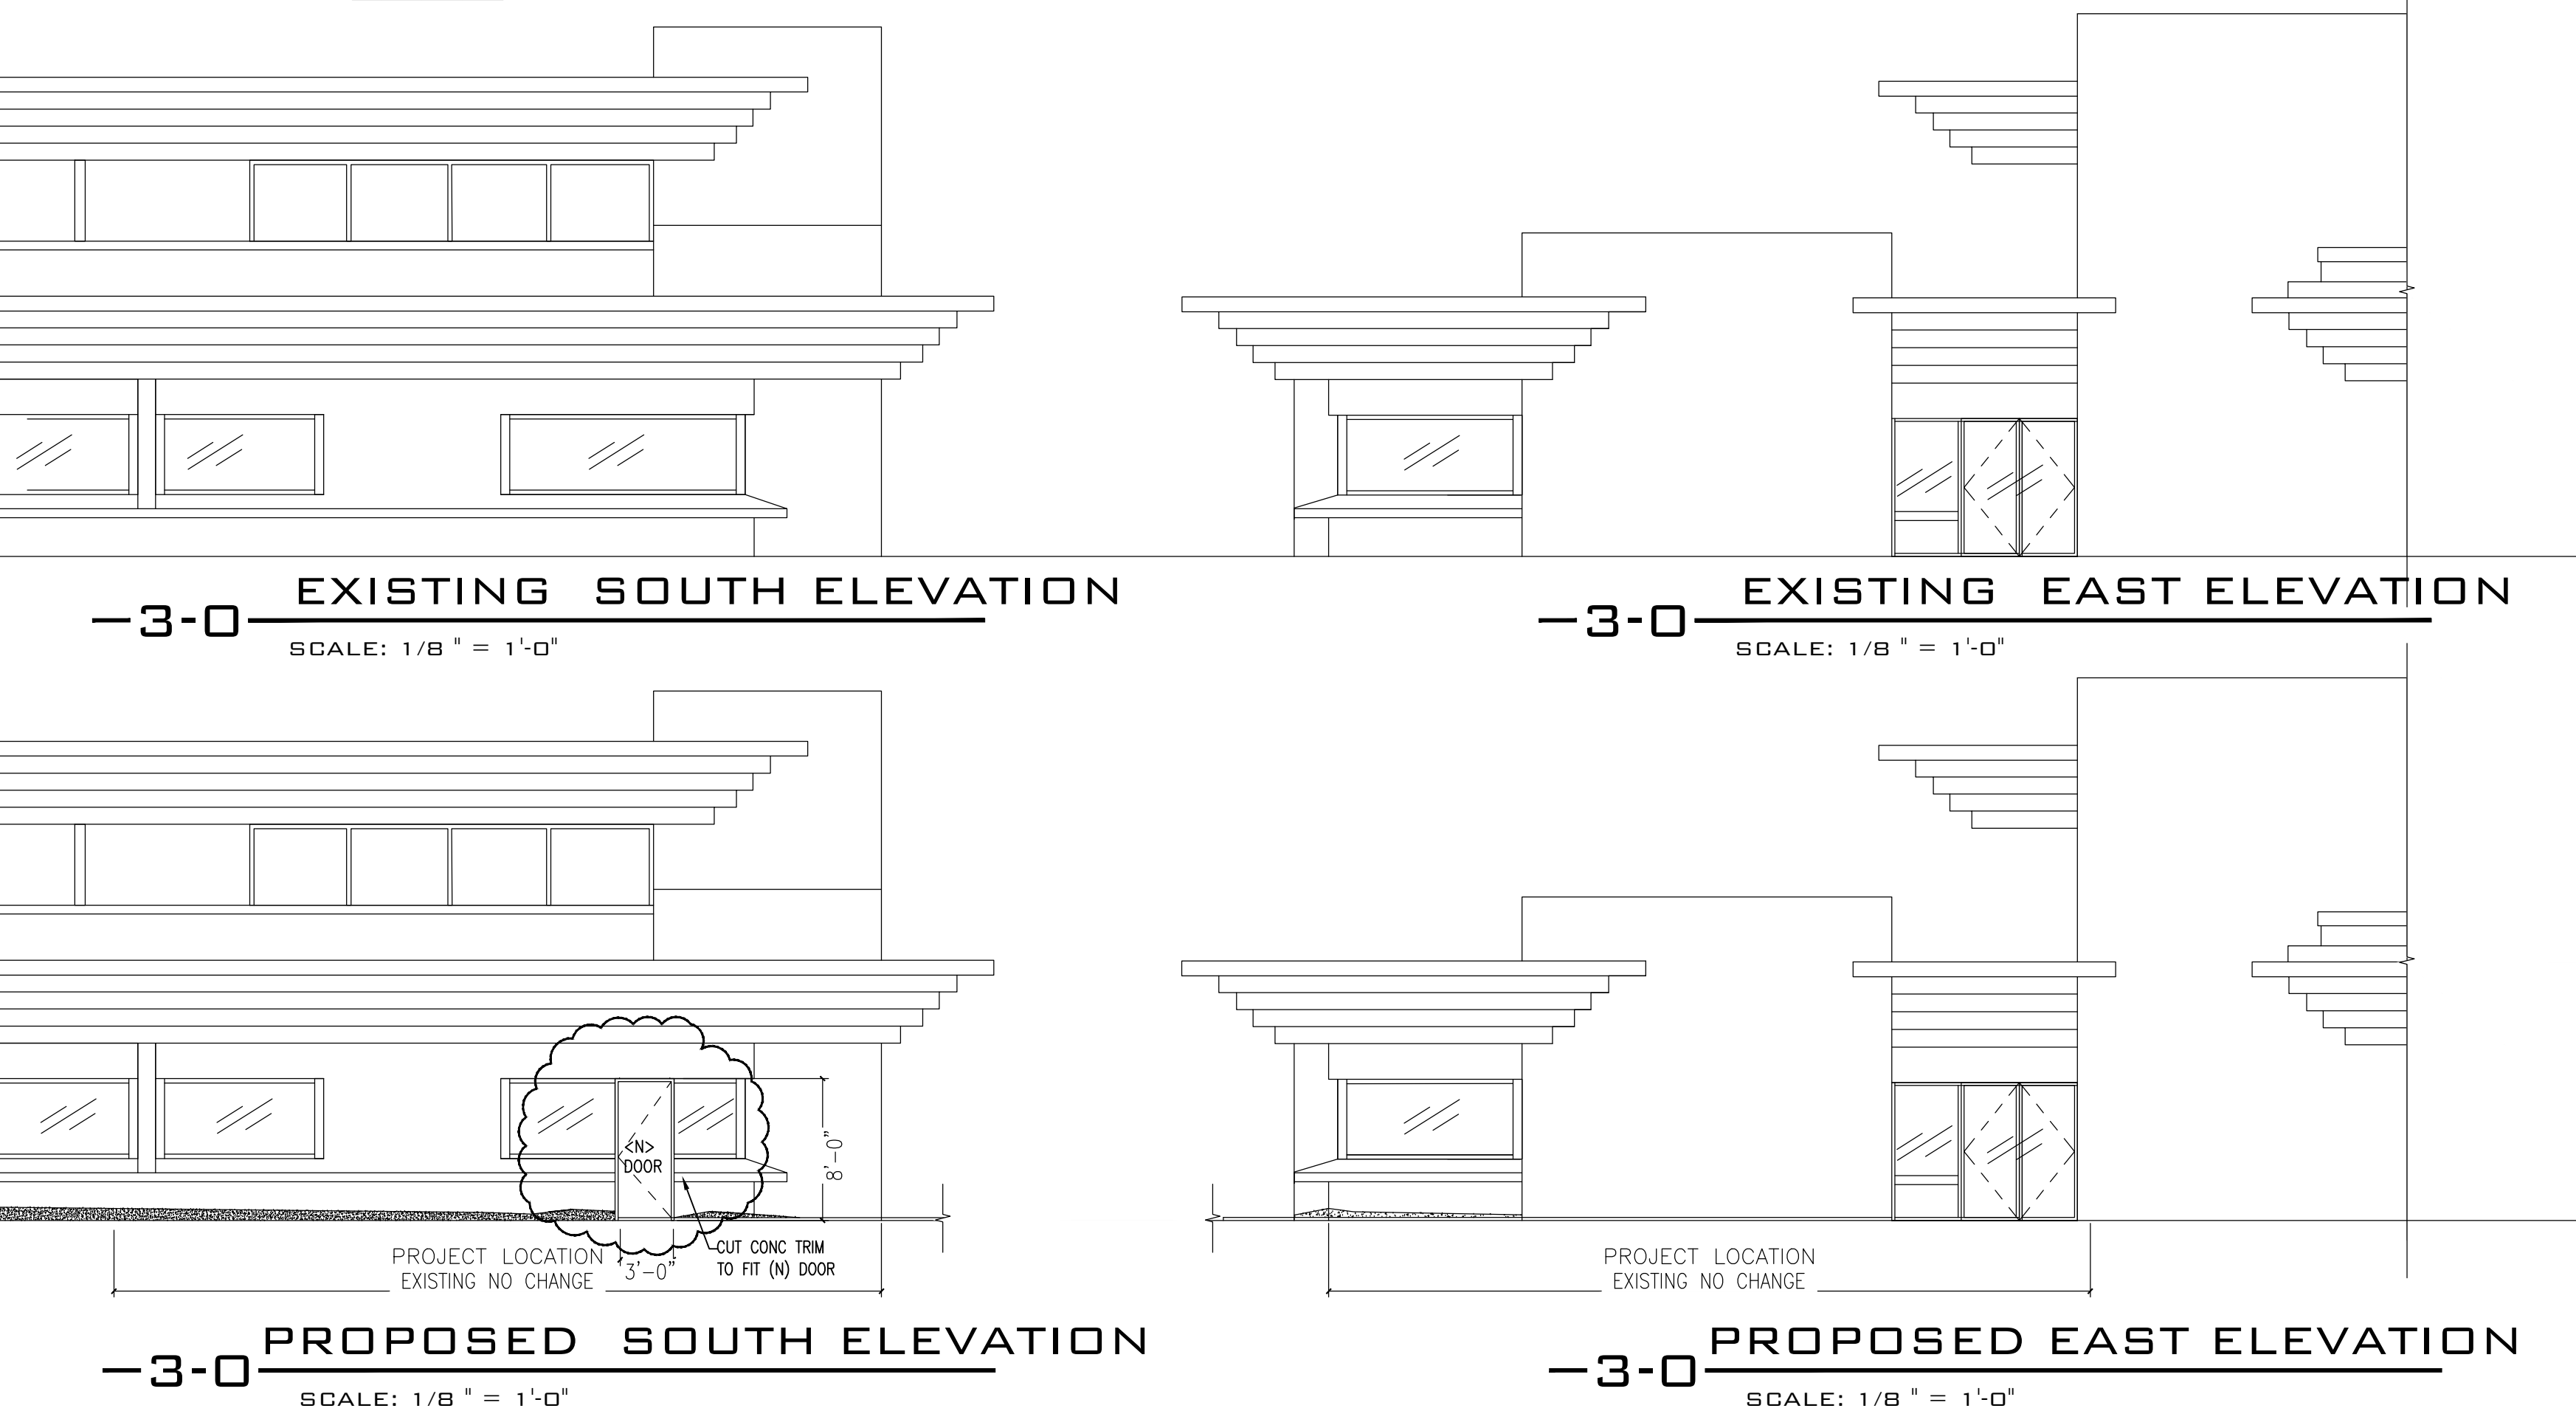 EXISTING SOUTH ELEVATION
3-0
SCALE: 1/8 " = 1'-0"
EXISTING EAST ELEVATION
3-0
SCALE: 1/8 " = 1'-0"
<N>
DOOR
8'-0"
CUT CONC TRIM
TO FIT (N) DOOR
3'-0"
PROJECT LOCATION
EXISTING NO CHANGE
PROJECT LOCATION
EXISTING NO CHANGE
PROPOSED SOUTH ELEVATION
3-0
SCALE: 1/8 " = 1'-0"
PROPOSED EAST ELEVATION
3-0
SCALE: 1/8 " = 1'-0"